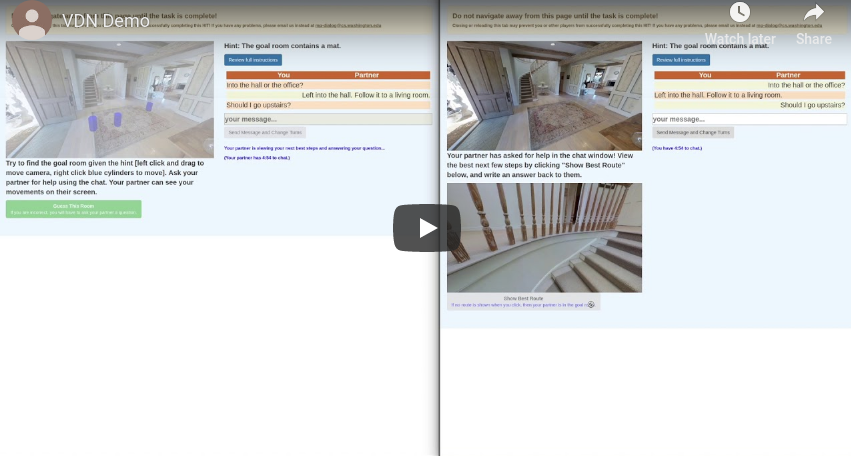 VDN Demo
until the task is complete!
Hint: The goal room contains a mat.
Review full instructions
You Partner
Into the hall or the office?
Left into the hall. Follow it to a living room.
Should I go upstairs?
your message...
Send Message and Change Turns
Your partner is viewing your next best steps and answering your question...
(Your partner has 4:54 to chat.)
Try to find the goal room given the hint [left click and drag to
move camera, right click blue cylinders to move]. Ask your
partner for help using the chat. Your partner can see your
movements on their screen.
Guess This Room
Do not navigate away from this page until the task is complete!
Watch later
Share
Hint: The goal room contains a mat.
Review full instructions
You Partner
Into the hall or the office?
Left into the hall. Follow it to a living room.
Should I go upstairs?
your message...
Send Message and Change Turns
(You have 4:54 to chat.)
Your partner has asked for help in the chat window! View
the best next few steps by clicking "Show Best Route"
below, and write an answer back to them.
Show Best Route